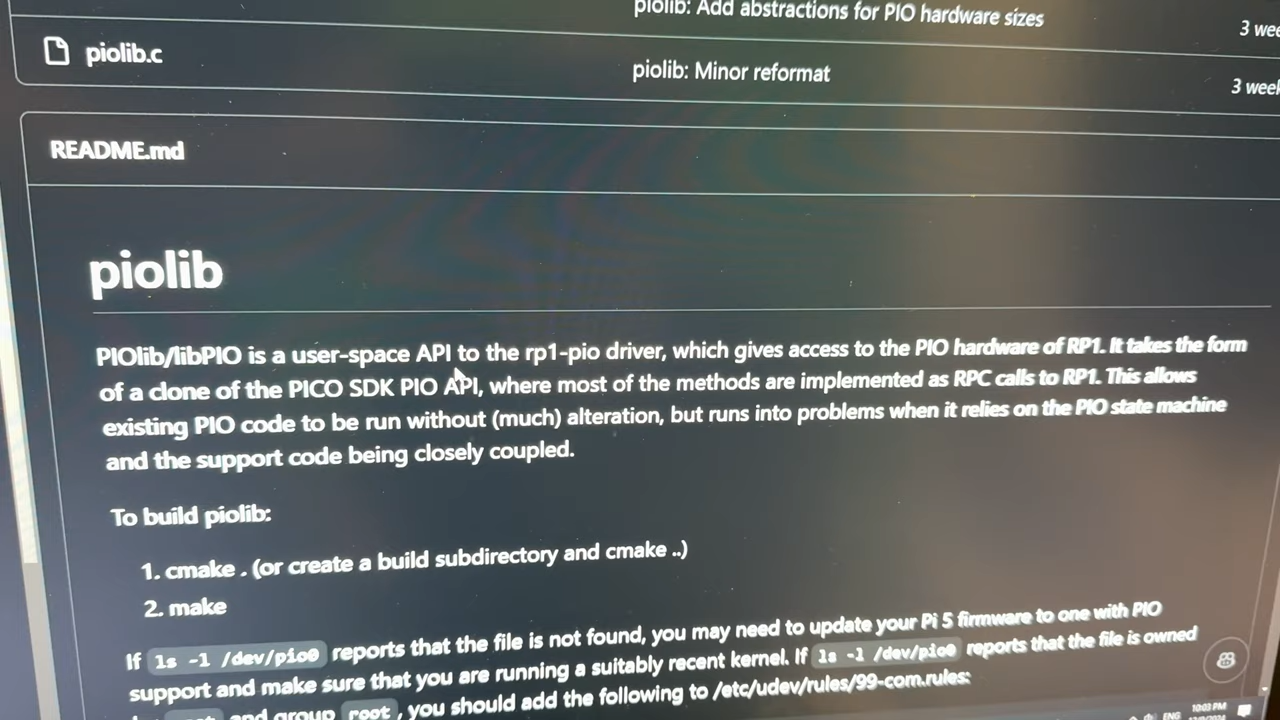 piolib: Add abstractions for PIO hardware sizes
3 wee
piolib.c
piolib: Minor reformat
3 week
README.md
piolib
PIOlib/libPIO is a user-space API to the rp1-pio driver, which gives access to the PIO hardware of RP1. It takes the form
of a clone of the PICO SDK PIO API, where most of the methods are implemented as RPC calls to RP1. This allows
existing PIO code to be run without (much) alteration, but runs into problems when it relies on the PIO state machine
and the support code being closely coupled.
To build piolib:
1. cmake . (or create a build subdirectory and cmake ..)
2. make
If ls -l /dev/pio0 reports that the file is not found, you may need to update your Pi 5 firmware to one with PIO
support and make sure that you are running a suitably recent kernel. If ls -l /dev/pio0 reports that the file is owned
and group root, you should add the following to /etc/udev/rules/99-com.rules:
ENG
10:03 PM